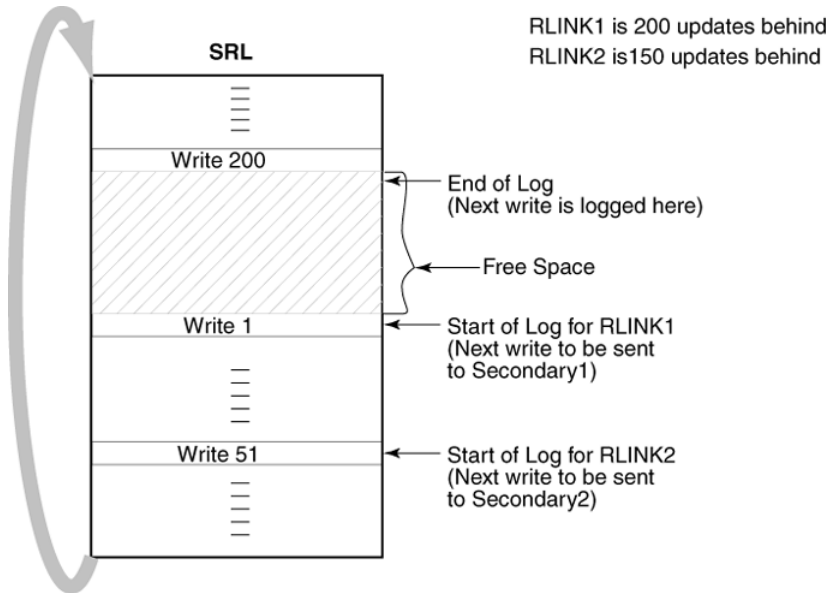 RLINK1 is 200 updates behind
RLINK2 is150 updates behind
SRL
Write 200
End of Log
(Next write is logged here)
Free Space
Write 1
Start of Log for RLINK1
(Next write to be sent
to Secondary1)
Write 51
Start of Log for RLINK2
(Next write to be sent
to Secondary2)